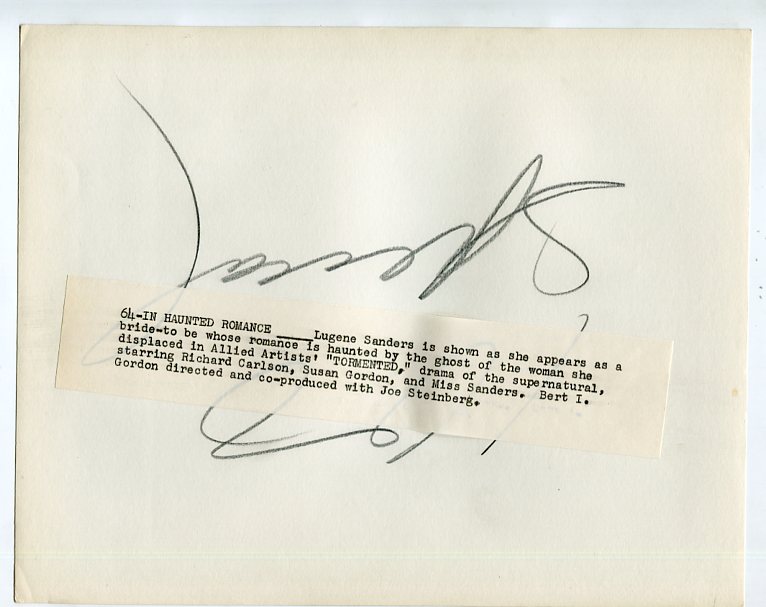 64-IN HAUNTED ROMANCE _____Lugene Sanders is shown as she appears as a
bride-to be whose romance is haunted by the ghost of the woman she
displaced in Allied Artists' "TORMENTED," drama of the supernatural,
starring Richard Carlson, Susan Gordon, and Miss Sanders. Bert I.
Gordon directed and co-produced with Joe Steinberg.